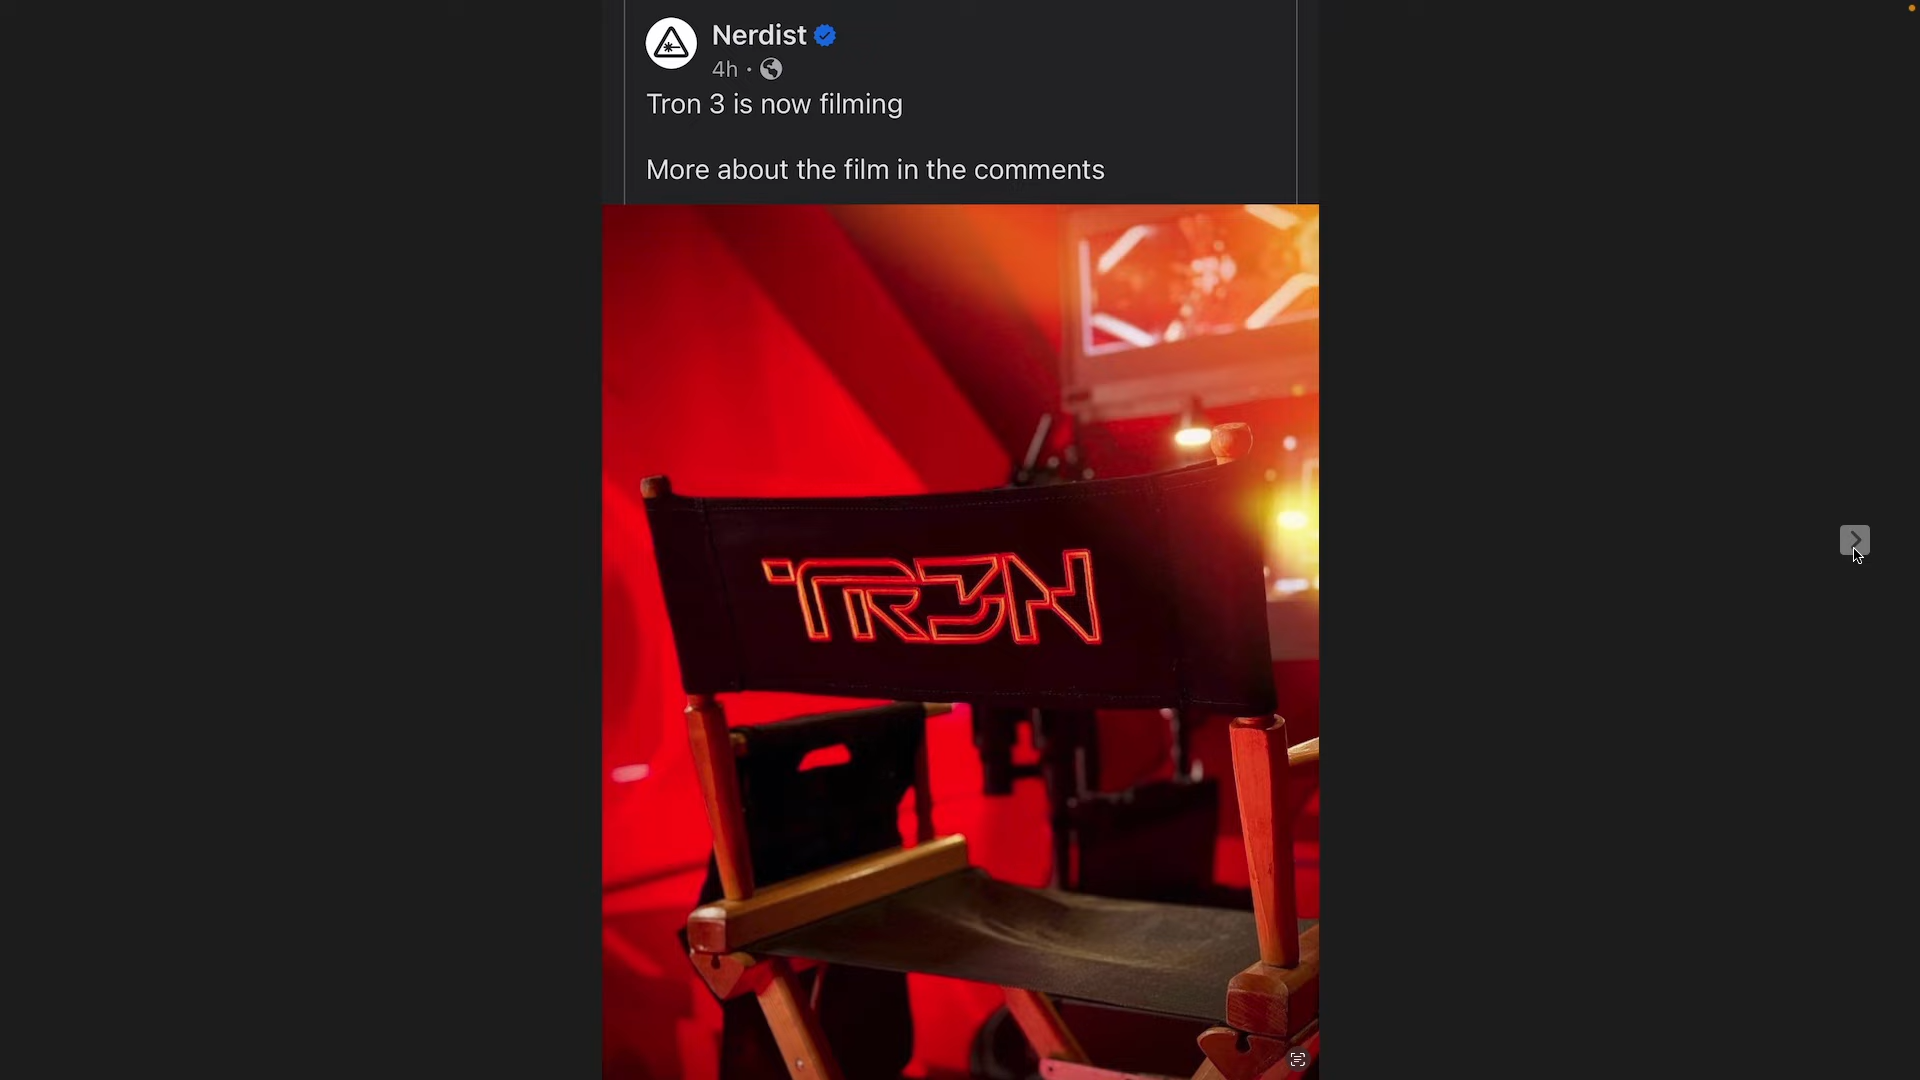 Nerdist
4h ·
Tron 3 is now filming
More about the film in the comments
TR3N